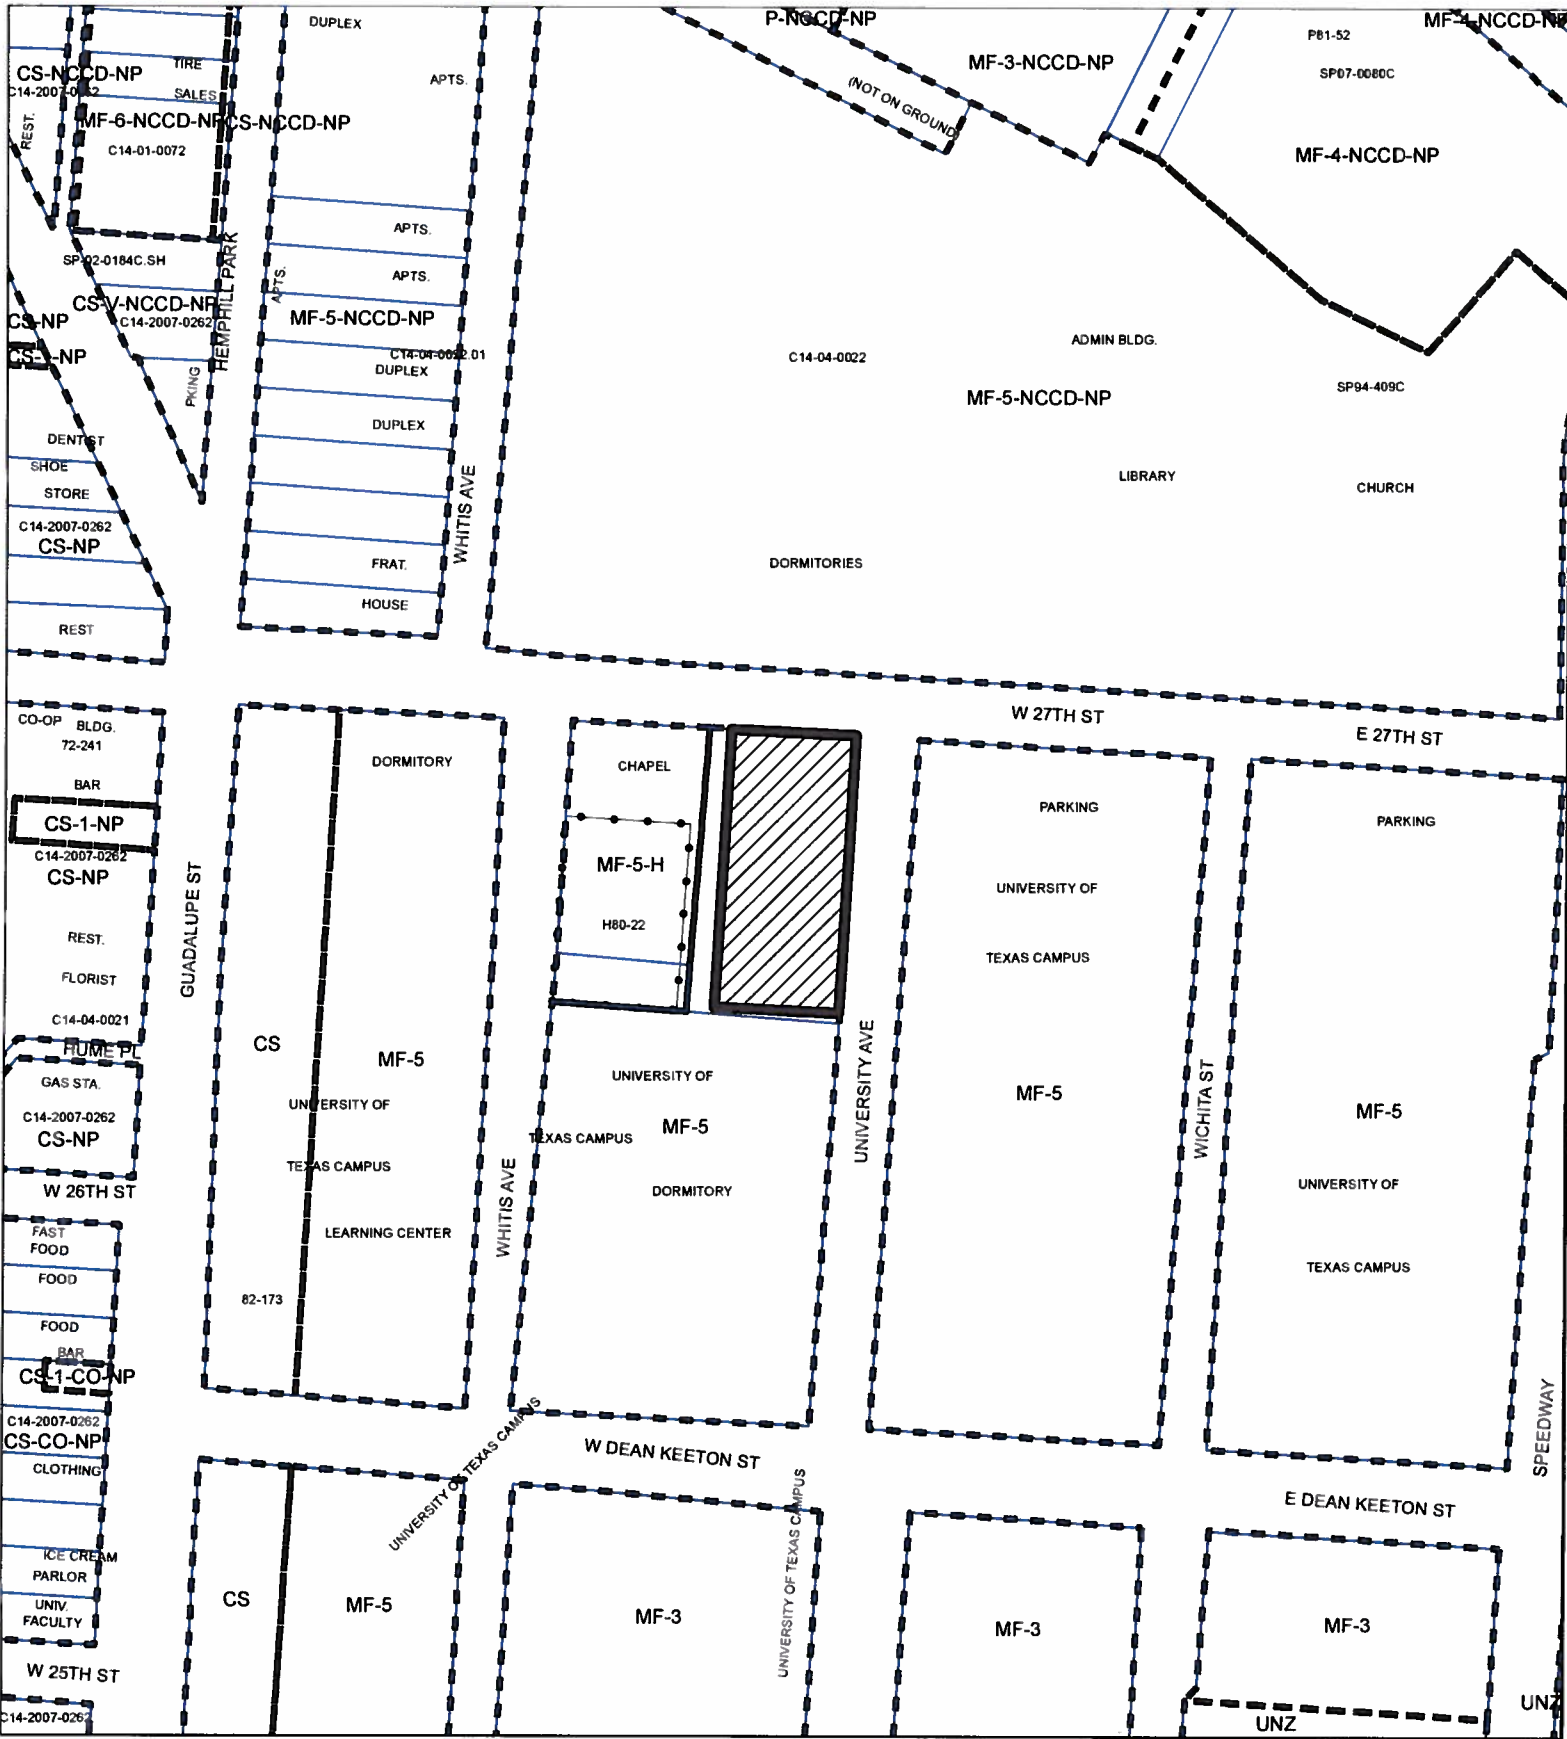 DUPLEX
P-NCCD-NP
MF-4-NCCD-NP
P81-52
TIRE
CS-NCCD-NP
MF-3-NCCD-NP
SP07-0080C
APTS.
SALES
(NOT ON GROUND)
REST.
MF-6-NCCD-NP
CS-NCCD-NP
C14-01-0072
MF-4-NCCD-NP
APTS.
HEMPHILL PARK
SP-02-0184C.SH
APTS.
APTS.
CS-V-NCCD-NP
C14-2007-0262
MF-5-NCCD-NP
CS-NP
CS-1-NP
C14-04-0022.01
DUPLEX
C14-04-0022
ADMIN BLDG.
PKING
MF-5-NCCD-NP
SP94-409C
DUPLEX
DENTIST
SHOE
STORE
LIBRARY
CHURCH
WHITIS AVE
C14-2007-0262
CS-NP
FRAT.
DORMITORIES
HOUSE
REST
W 27TH ST
E 27TH ST
CO-OP BLDG.
72-241
DORMITORY
CHAPEL
BAR
PARKING
PARKING
CS-1-NP
C14-2007-0262
CS-NP
MF-5-H
UNIVERSITY OF
GUADALUPE ST
H80-22
REST.
TEXAS CAMPUS
FLORIST
C14-04-0021
HUME PL
CS
MF-5
GAS STA.
UNIVERSITY OF
UNIVERSITY AVE
MF-5
WICHITA ST
MF-5
C14-2007-0262
CS-NP
UNIVERSITY OF
TEXAS CAMPUS
MF-5
TEXAS CAMPUS
W 26TH ST
DORMITORY
UNIVERSITY OF
WHITIS AVE
FAST
FOOD
LEARNING CENTER
FOOD
TEXAS CAMPUS
82-173
FOOD
BAR
CS-1-CO-NP
C14-2007-0262
CS-CO-NP
SPEEDWAY
CLOTHING
UNIVERSITY OF TEXAS CAMPUS
W DEAN KEETON ST
E DEAN KEETON ST
ICE CREAM
PARLOR
UNIV.
FACULTY
CS
MF-5
MF-3
UNIVERSITY OF TEXAS CAMPUS
MF-3
MF-3
W 25TH ST
C14-2007-0262
UNZ
UNZ